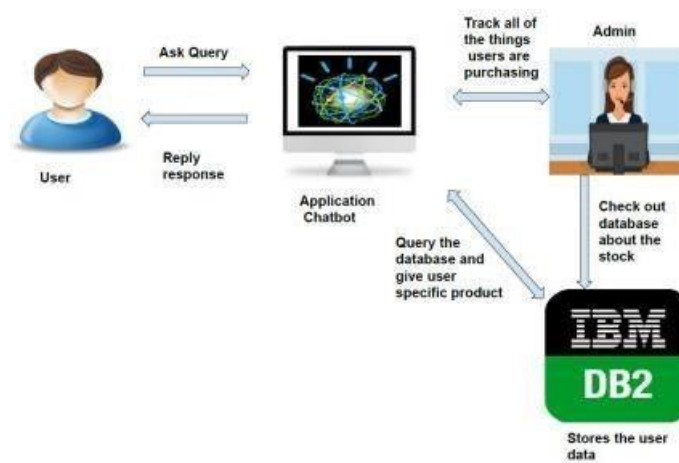 Ask Query
Reply
response
User
Application
Chatbot
Track all of
the things
users are
purchasing
Admin
Query the
database and
give user
specific product
Check out
database
about the
stock
IBM
DB2
Stores the user
data